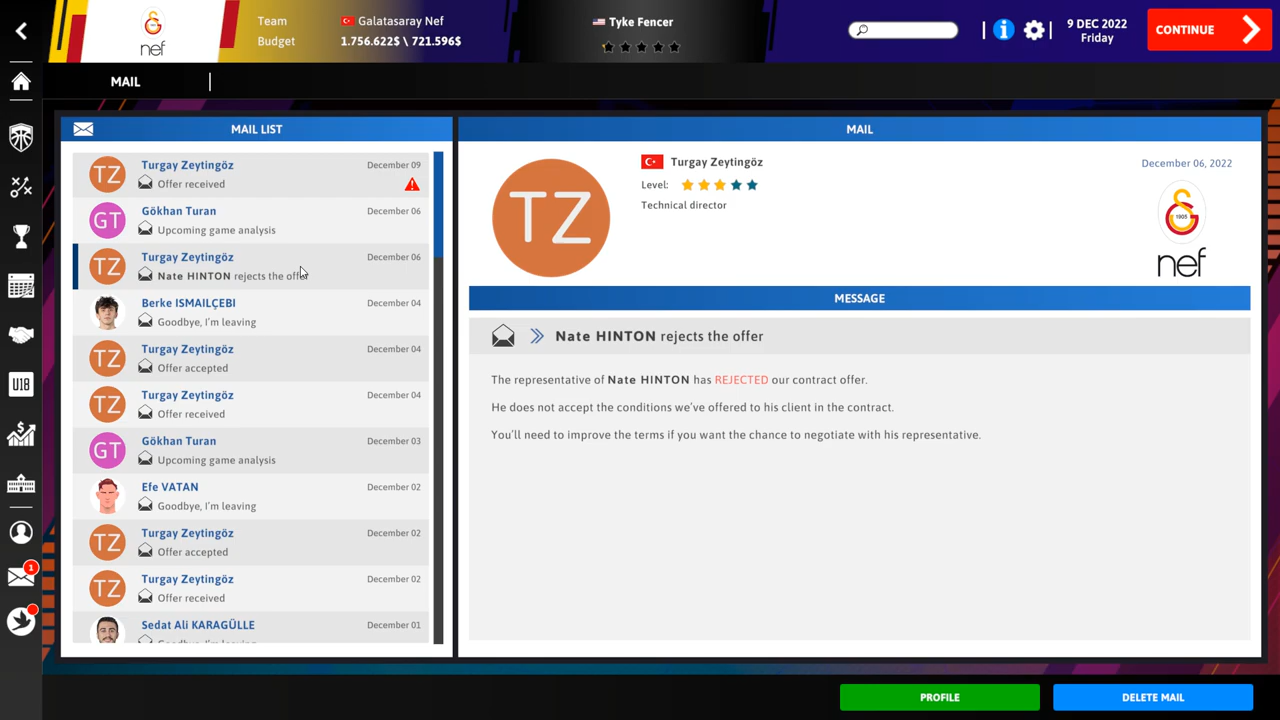 nef
Team
Galatasaray Nef
Budget
1.756.622$ \ 721.596$
Tyke Fencer
9 DEC 2022
Friday
CONTINUE
MAIL
MAIL LIST
TZ
Turgay Zeytingöz
December 09
Offer received
GT
Gökhan Turan
December 06
Upcoming game analysis
TZ
Turgay Zeytingöz
December 06
Nate HINTON rejects the offer
Berke ISMAILÇEBI
December 04
Goodbye, I'm leaving
TZ
Turgay Zeytingöz
December 04
Offer accepted
TZ
Turgay Zeytingöz
December 04
Offer received
GT
Gökhan Turan
December 03
Upcoming game analysis
Efe VATAN
December 02
Goodbye, I'm leaving
TZ
Turgay Zeytingöz
December 02
Offer accepted
TZ
Turgay Zeytingöz
December 02
Offer received
Sedat Ali KARAGÜLLE
December 01
Goodbye, I'm leaving
U18
1
MAIL
TZ
Turgay Zeytingöz
Level:
Technical director
December 06, 2022
1905
nef
MESSAGE
Nate HINTON rejects the offer
The representative of Nate HINTON has REJECTED our contract offer.
He does not accept the conditions we've offered to his client in the contract.
You'll need to improve the terms if you want the chance to negotiate with his representative.
PROFILE
DELETE MAIL